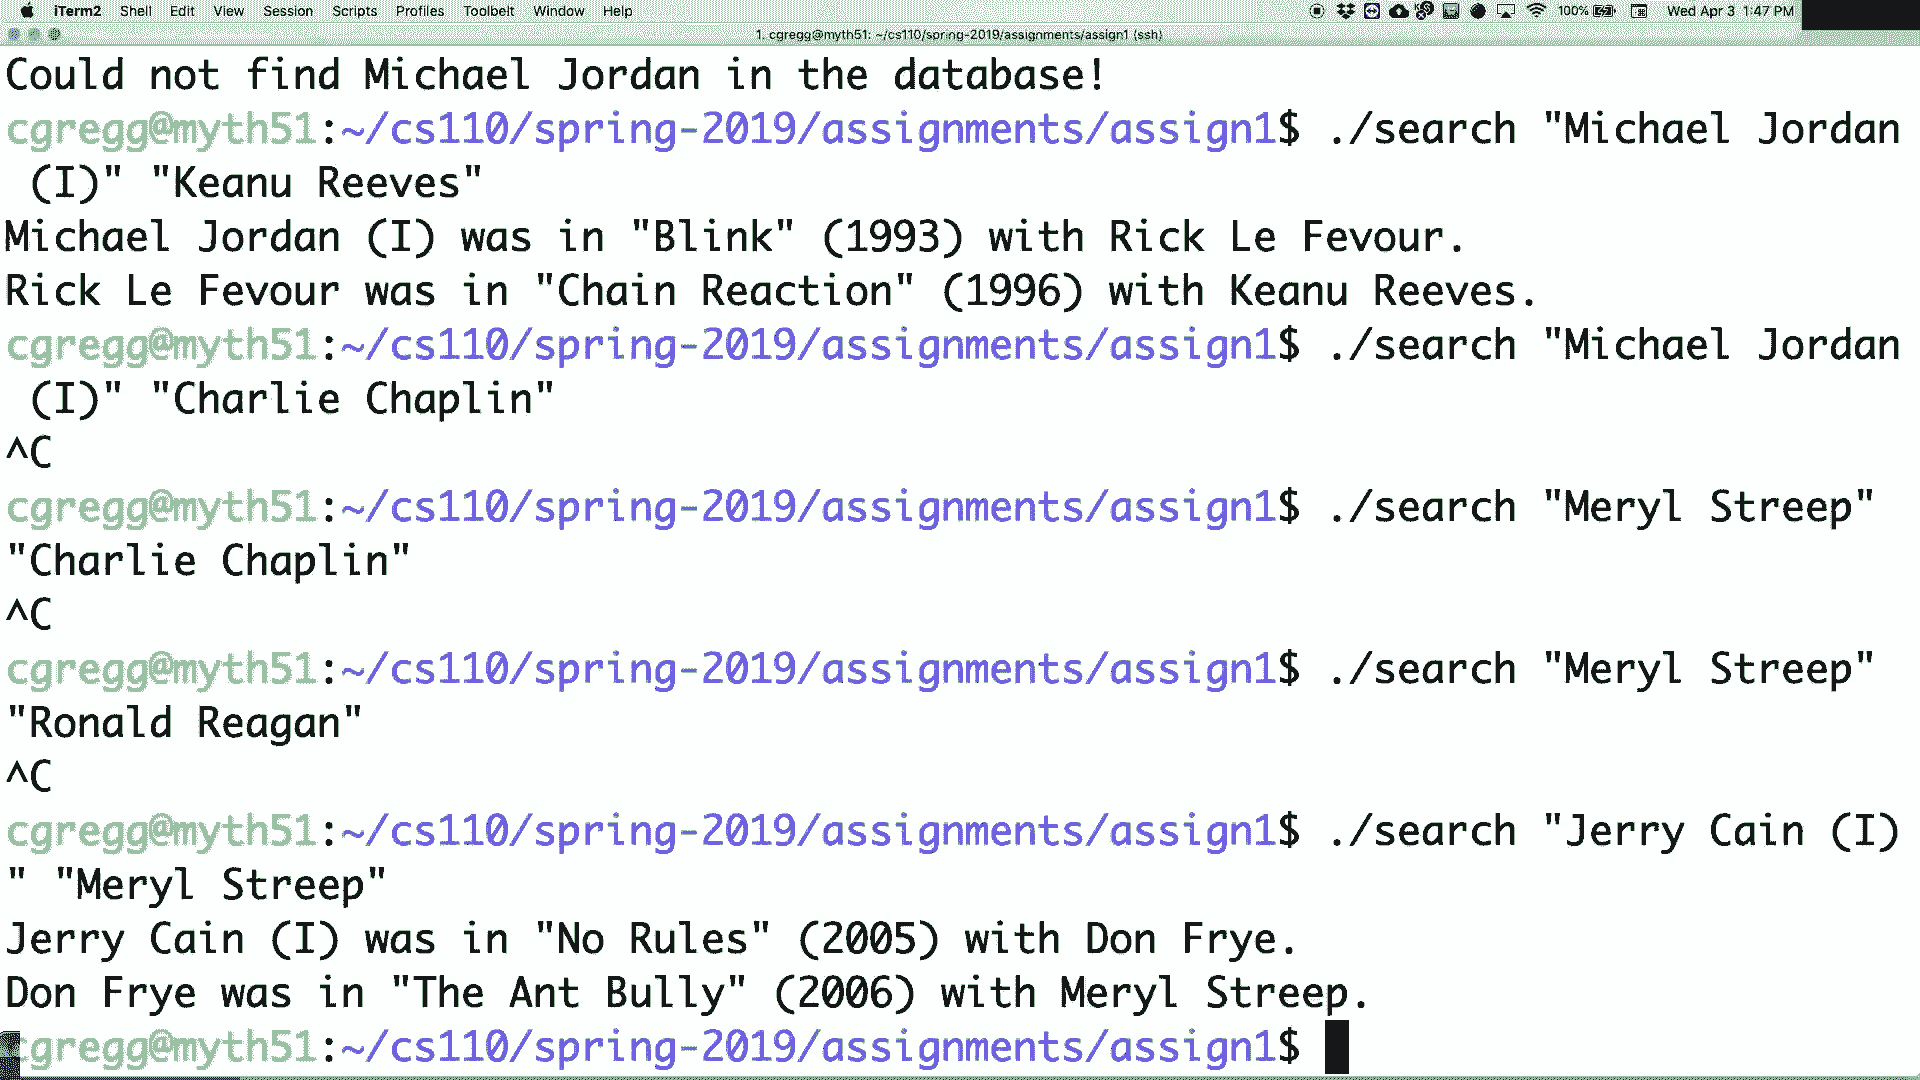 iTerm2 Shell Edit View Session Scripts Profiles Toolbelt Window Help 100% Wed Apr 3 1:47 PM
1. cgregg@myth51: ~/cs110/spring-2019/assignments/assign1 (ssh)
Could not find Michael Jordan in the database!
cgregg@myth51:~/cs110/spring-2019/assignments/assign1$ ./search "Michael Jordan
(I)" "Keanu Reeves"
Michael Jordan (I) was in "Blink" (1993) with Rick Le Fevour.
Rick Le Fevour was in "Chain Reaction" (1996) with Keanu Reeves.
cgregg@myth51:~/cs110/spring-2019/assignments/assign1$ ./search "Michael Jordan
(I)" "Charlie Chaplin"
^C
cgregg@myth51:~/cs110/spring-2019/assignments/assign1$ ./search "Meryl Streep"
"Charlie Chaplin"
^C
cgregg@myth51:~/cs110/spring-2019/assignments/assign1$ ./search "Meryl Streep"
"Ronald Reagan"
^C
cgregg@myth51:~/cs110/spring-2019/assignments/assign1$ ./search "Jerry Cain (I)
" "Meryl Streep"
Jerry Cain (I) was in "No Rules" (2005) with Don Frye.
Don Frye was in "The Ant Bully" (2006) with Meryl Streep.
cgregg@myth51:~/cs110/spring-2019/assignments/assign1$